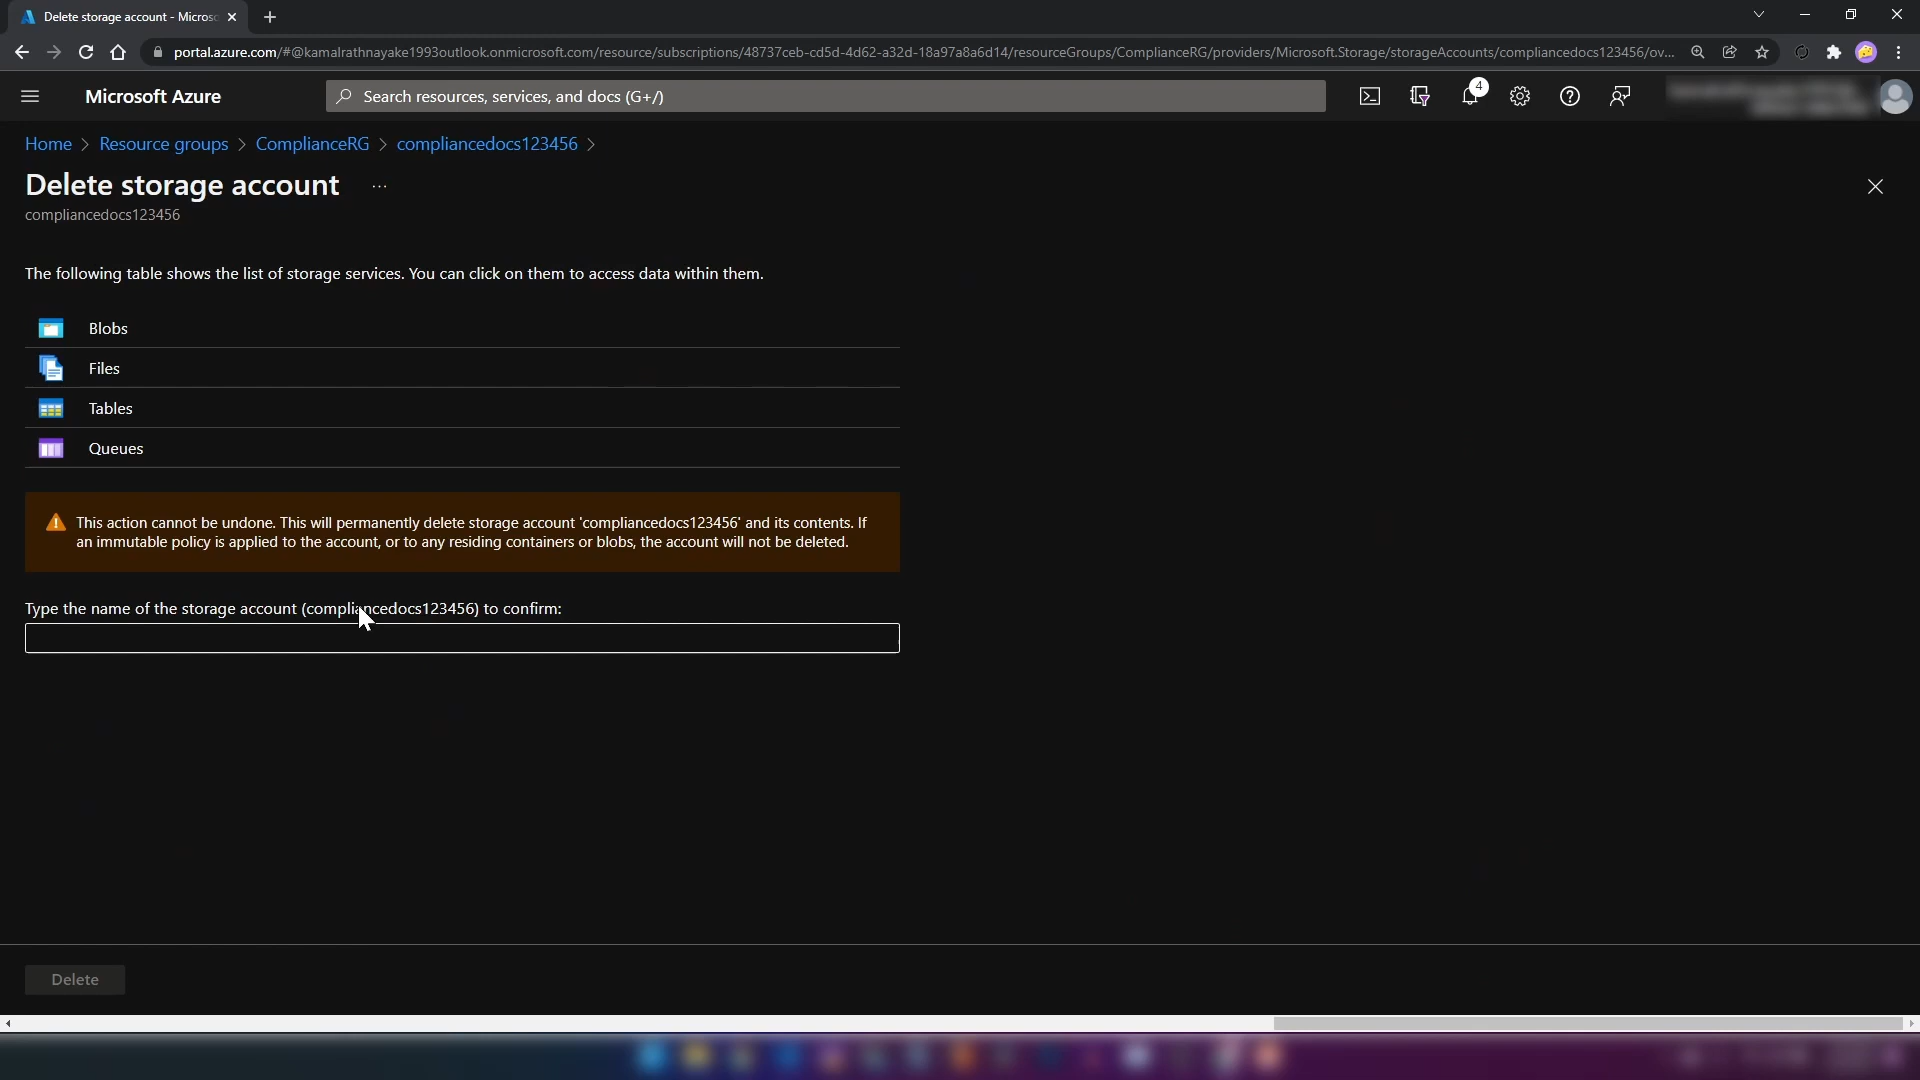 Delete storage account - Micros
portal.azure.com/#@kamalrathnayake1993outlook.onmicrosoft.com/resource/subscriptions/48737ceb-cd5d-4d62-a32d-18a97a8a6d14/resourceGroups/ComplianceRG/providers/Microsoft.Storage/storageAccounts/compliancedocs123456/ov...
Microsoft Azure
Search resources, services, and docs (G+/)
4
Home > Resource groups > ComplianceRG > compliancedocs123456 >
Delete storage account ...
compliancedocs123456
The following table shows the list of storage services. You can click on them to access data within them.
Blobs
Files
Tables
Queues
This action cannot be undone. This will permanently delete storage account 'compliancedocs123456' and its contents. If
an immutable policy is applied to the account, or to any residing containers or blobs, the account will not be deleted.
Type the name of the storage account (compliancedocs123456) to confirm:
Delete